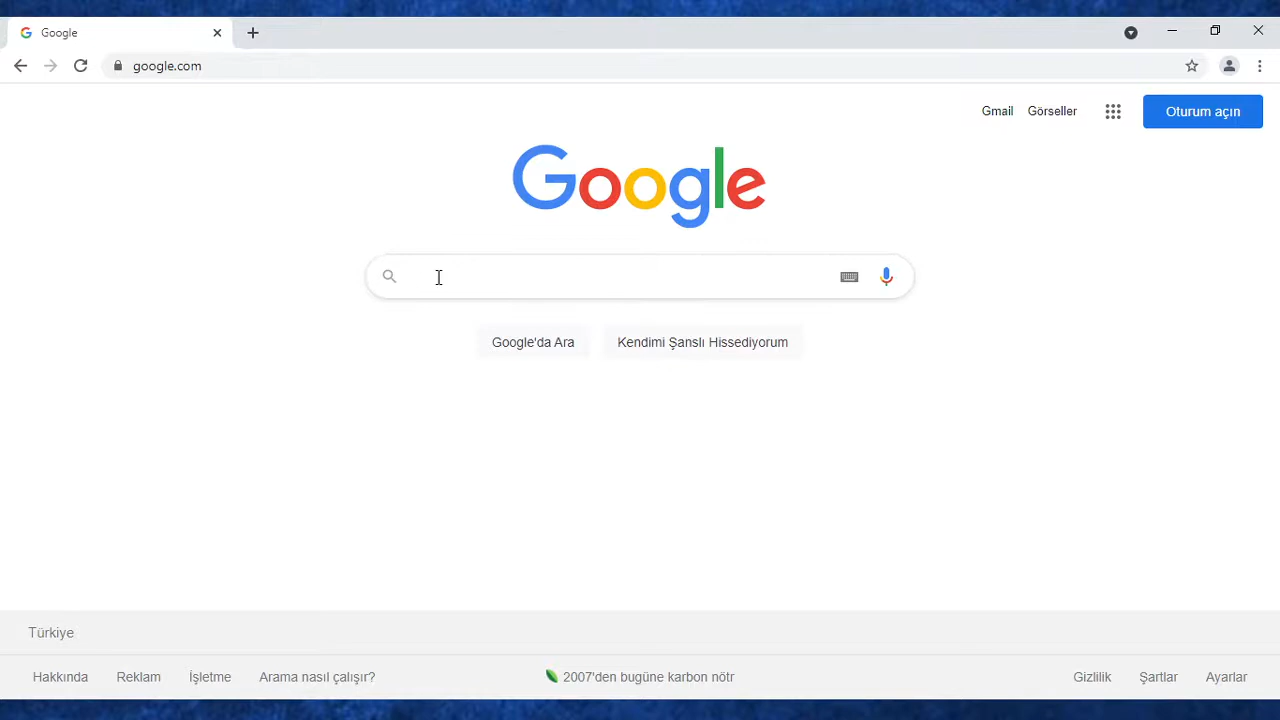 Google
google.com
Gmail Görseller Oturum açın
Google
Google'da Ara Kendimi Şanslı Hissediyorum
Türkiye
Hakkında Reklam İşletme Arama nasıl çalışır? 2007'den bugüne karbon nötr Gizlilik Şartlar Ayarlar